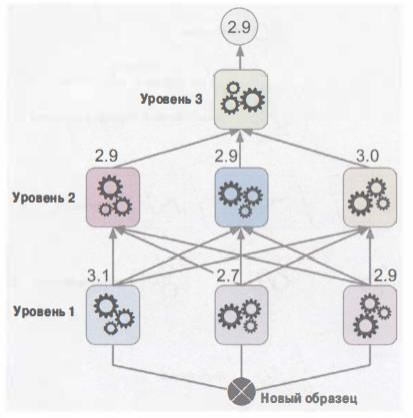 2.9
Уровень 3
2.9 2.9 3.0
Уровень 2
3.1 2.7 2.9
Уровень 1
Новый образец